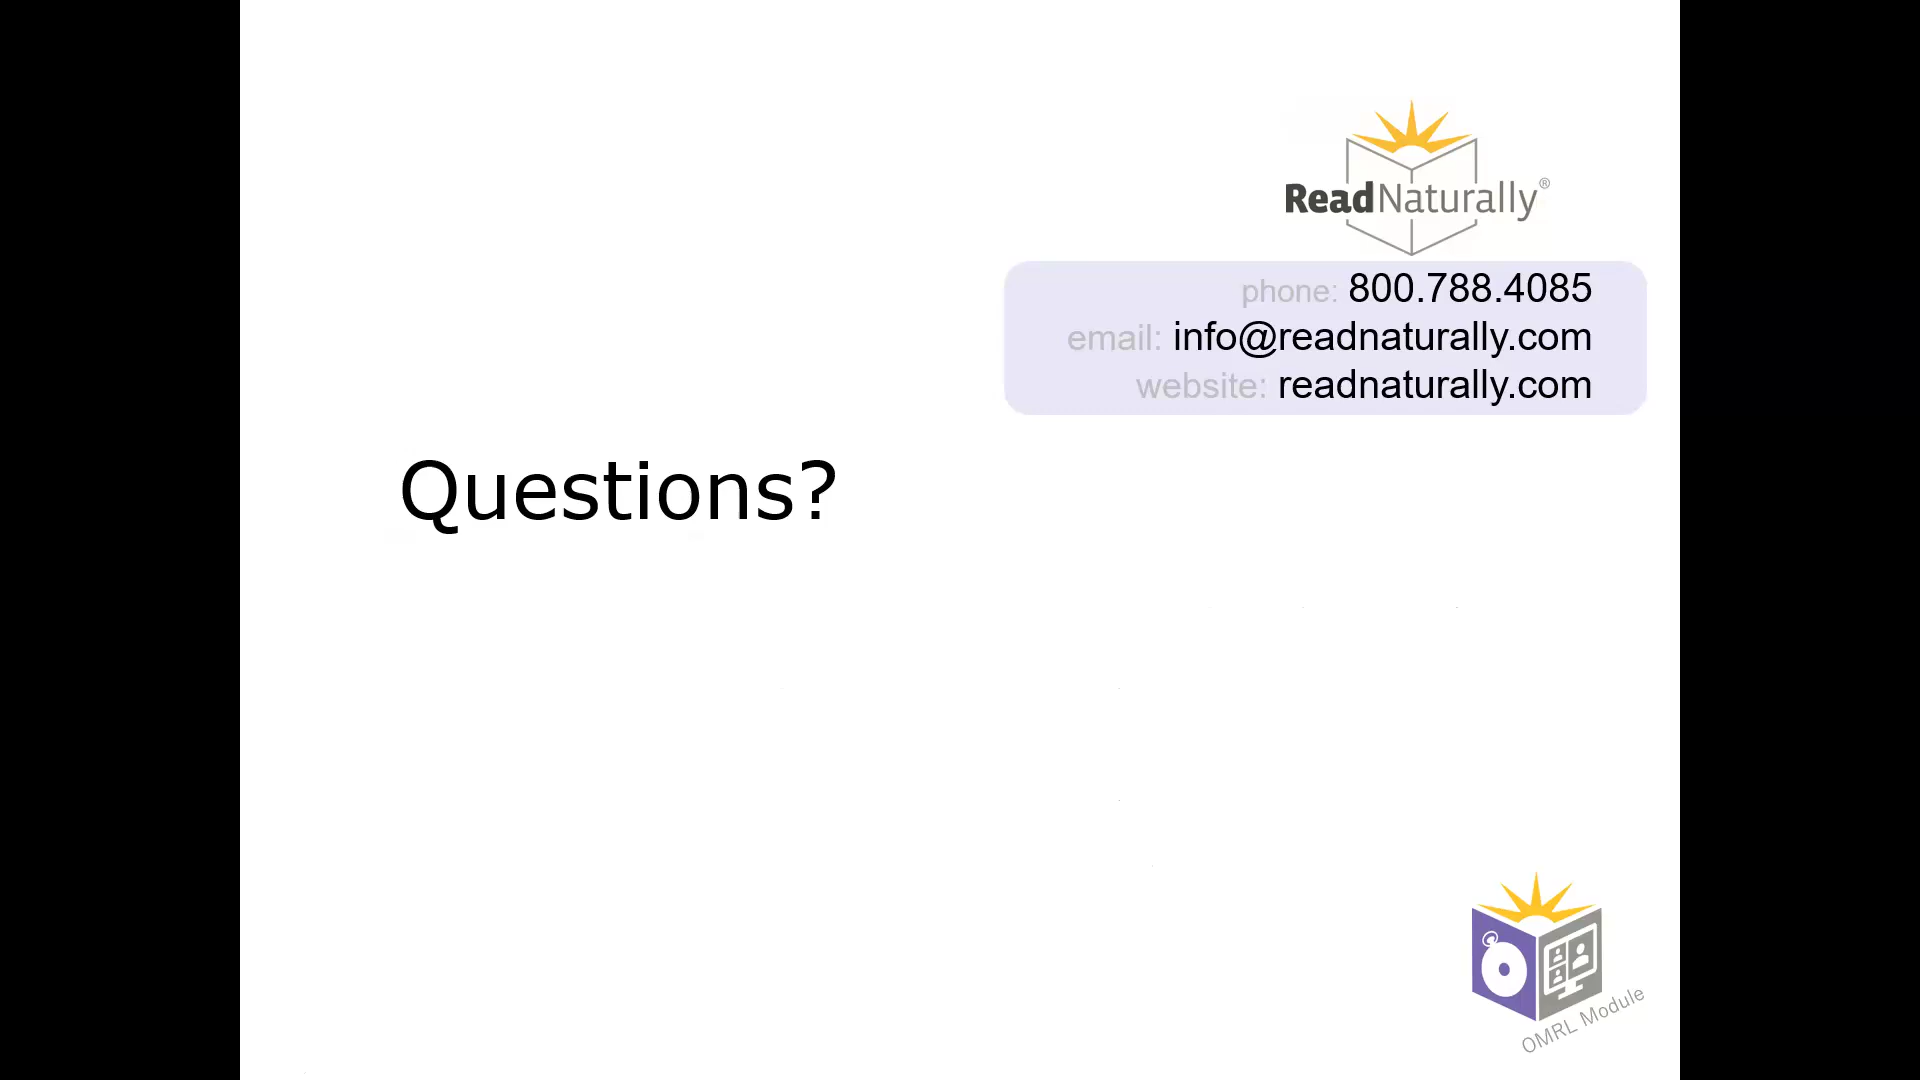 ReadNaturally®
phone: 800.788.4085
email: info@readnaturally.com
website: readnaturally.com
Questions?
OMRL Module